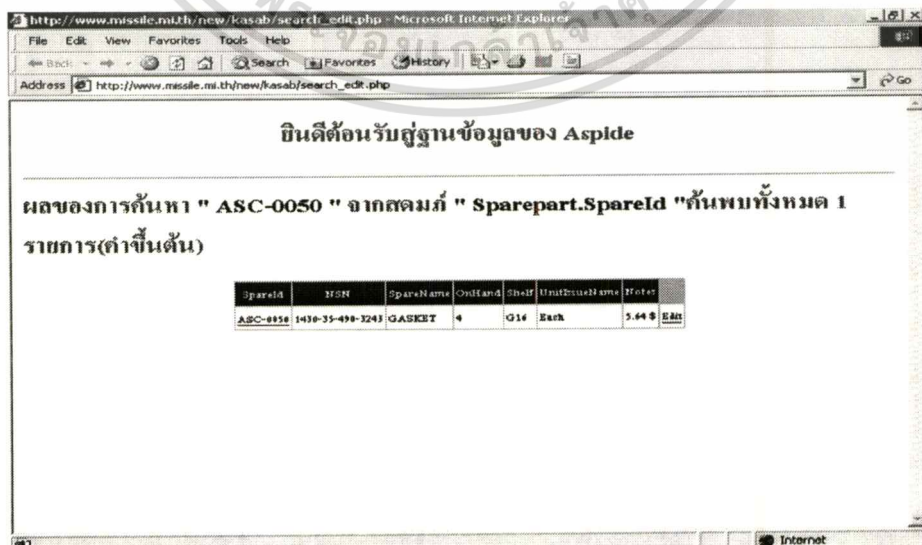 http://www.missile.mi.th/new/kasab/search_edit.php - Microsoft Internet Explorer
File Edit View Favorites Tools Help
Back Search Favorites History
Address http://www.missile.mi.th/new/kasab/search_edit.php Go
ยินดีต้อนรับสู่ฐานข้อมูลของ Aspide
ผลของการค้นหา " ASC-0050 " จากสดมภ์ " Sparepart.SpareId "ค้นพบทั้งหมด 1
รายการ(คำขึ้นต้น)
SpareId NSN SpareName OnHand Shelf UnitIssueName Notes
ASC-0050 1430-35-490-3243 GASKET 4 G16 Each 5.64 $ Edit
Internet